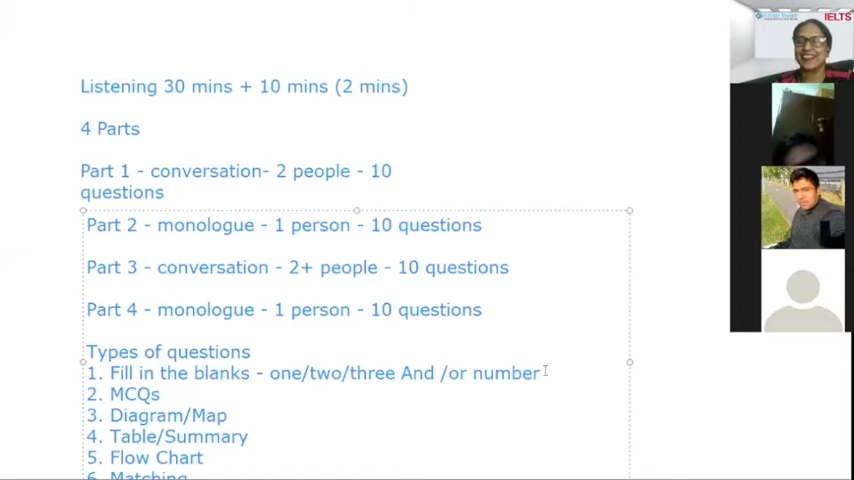 IELTS
Listening 30 mins + 10 mins (2 mins)
4 Parts
Part 1 - conversation- 2 people - 10
questions
Part 2 - monologue - 1 person - 10 questions
Part 3 - conversation - 2+ people - 10 questions
Part 4 - monologue - 1 person - 10 questions
Types of questions
1. Fill in the blanks - one/two/three And /or number
2. MCQs
3. Diagram/Map
4. Table/Summary
5. Flow Chart
6. Matching